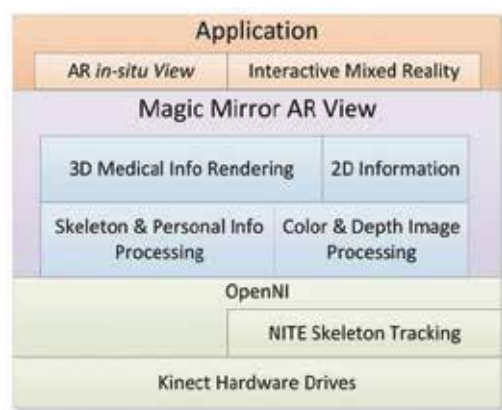 Application
AR in-situ View
Interactive Mixed Reality
Magic Mirror AR View
3D Medical Info Rendering
2D Information
Skeleton & Personal Info
Processing
Color & Depth Image
Processing
OpenNI
NITE Skeleton Tracking
Kinect Hardware Drives